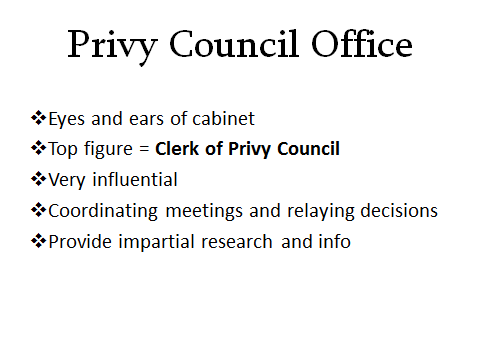 Privy Council Office
❖Eyes and ears of cabinet
❖Top figure = Clerk of Privy Council
❖Very influential
❖Coordinating meetings and relaying decisions
❖Provide impartial research and info